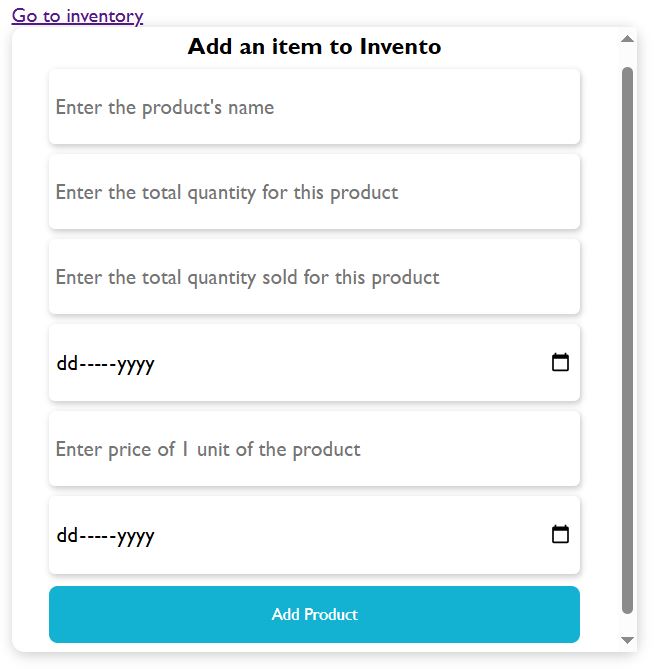 Go to inventory
Add an item to Invento
Enter the product's name
Enter the total quantity for this product
Enter the total quantity sold for this product
dd-----yyyy
Enter price of 1 unit of the product
dd-----yyyy
Add Product